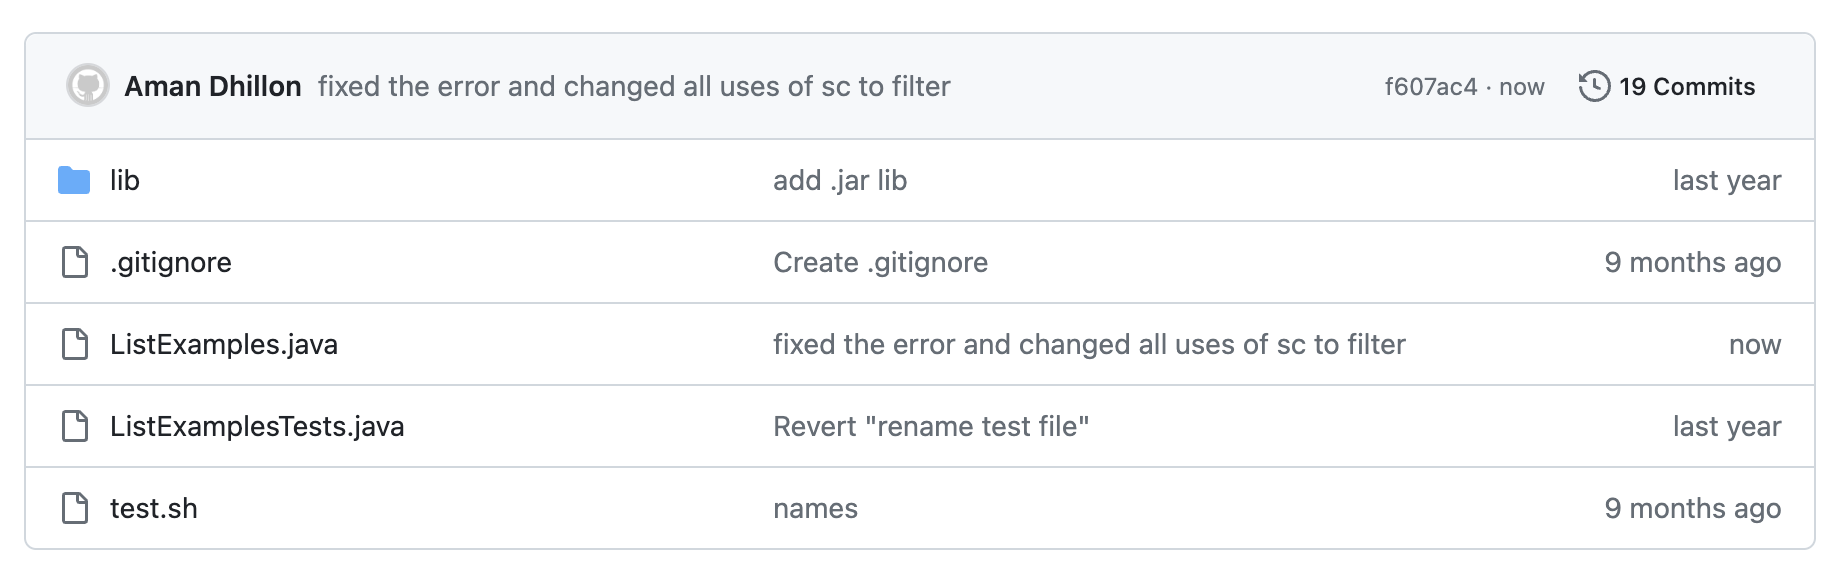 Aman Dhillon fixed the error and changed all uses of sc to filter f607ac4 · now 19 Commits
lib add .jar lib last year
.gitignore Create .gitignore 9 months ago
ListExamples.java fixed the error and changed all uses of sc to filter now
ListExamplesTests.java Revert "rename test file" last year
test.sh names 9 months ago